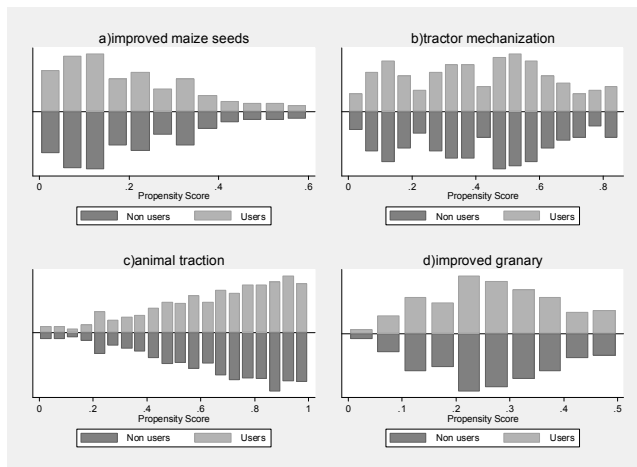 a)improved maize seeds
0 .2 .4 .6
Propensity Score
Non users Users
b)tractor mechanization
0 .2 .4 .6 .8
Propensity Score
Non users Users
c)animal traction
0 .2 .4 .6 .8 1
Propensity Score
Non users Users
d)improved granary
0 .1 .2 .3 .4 .5
Propensity Score
Non users Users